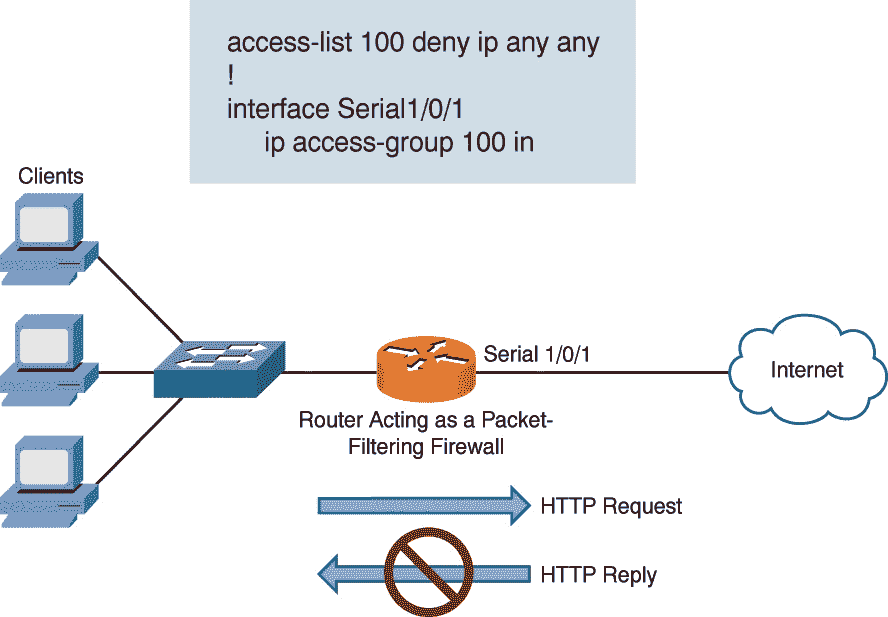 access-list 100 deny ip any any
!
interface Serial1/0/1
ip access-group 100 in
Clients
Serial 1/0/1
Internet
Router Acting as a Packet-
Filtering Firewall
HTTP Request
HTTP Reply